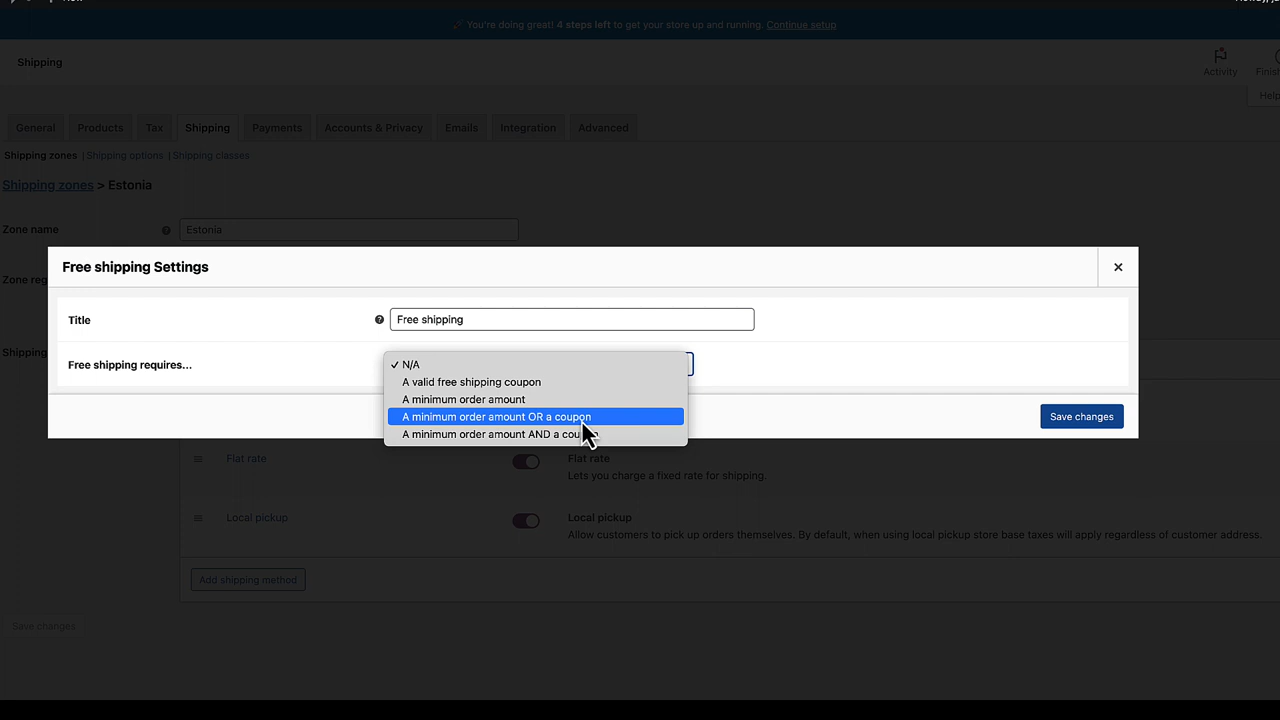 You're doing great! 4 steps left to get your store up and running. Continue setup
Shipping
Activity
General Products Tax Shipping Payments Accounts & Privacy Emails Integration Advanced
Shipping zones | Shipping options | Shipping classes
Shipping zones > Estonia
Zone name
Estonia
Free shipping Settings
Zone
Title
Free shipping
Shipping
Free shipping requires...
✓ N/A
A valid free shipping coupon
A minimum order amount
A minimum order amount OR a coupon
A minimum order amount AND a
Save changes
Flat rate
Flat rate
Lets you charge a fixed rate for shipping.
Local pickup
Local pickup
Allow customers to pick up orders themselves. By default, when using local pickup store base taxes will apply regardless of customer address.
Add shipping method
Save changes